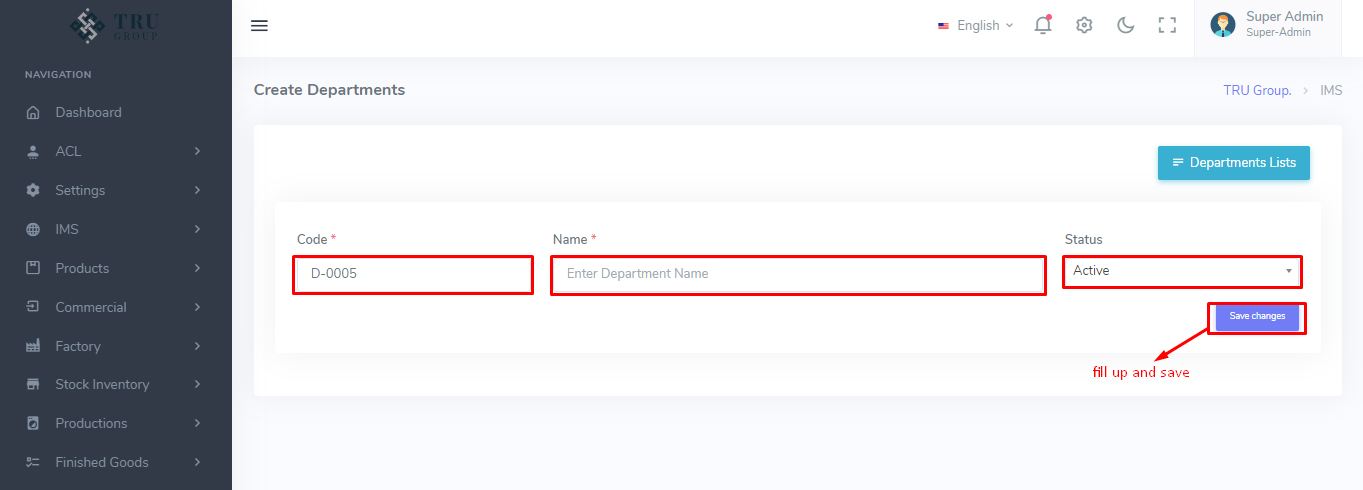 TRU
GROUP
English
Super Admin
Super-Admin
NAVIGATION
Dashboard
ACL
Settings
IMS
Products
Commercial
Factory
Stock Inventory
Productions
Finished Goods
Create Departments
TRU Group. > IMS
Departments Lists
Code *
D-0005
Name *
Enter Department Name
Status
Active
Save changes
fill up and save